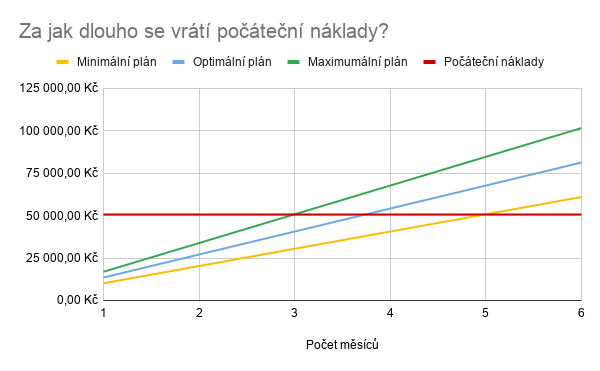 Za jak dlouho se vrátí počáteční náklady?
Minimální plán Optimální plán Maximumální plán Počáteční náklady
125 000,00 Kč
100 000,00 Kč
75 000,00 Kč
50 000,00 Kč
25 000,00 Kč
0,00 Kč
1 2 3 4 5 6
Počet měsíců